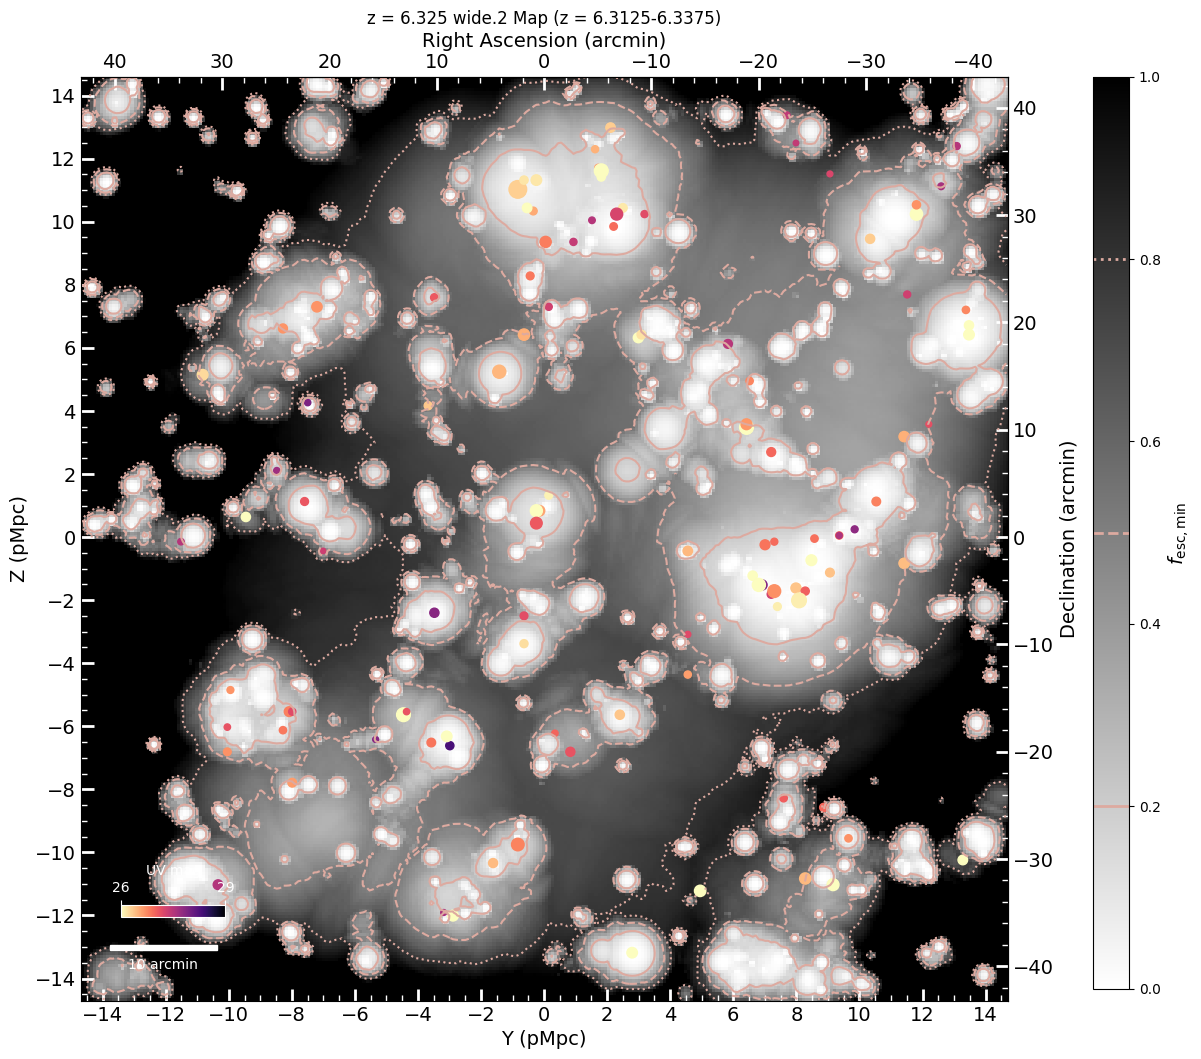 z = 6.325 wide.2 Map (z = 6.3125-6.3375)
Right Ascension (arcmin)
40 30 20 10 0 −10 −20 −30 −40
14 12 10 8 6 4 2 0 −2 −4 −6 −8 −10 −12 −14
Z (pMpc)
40 30 20 10 0 −10 −20 −30 −40
Declination (arcmin)
1.0 0.8 0.6 0.4 0.2 0.0
fesc,min
UV m
26 29
10 arcmin
−14 −12 −10 −8 −6 −4 −2 0 2 4 6 8 10 12 14
Y (pMpc)